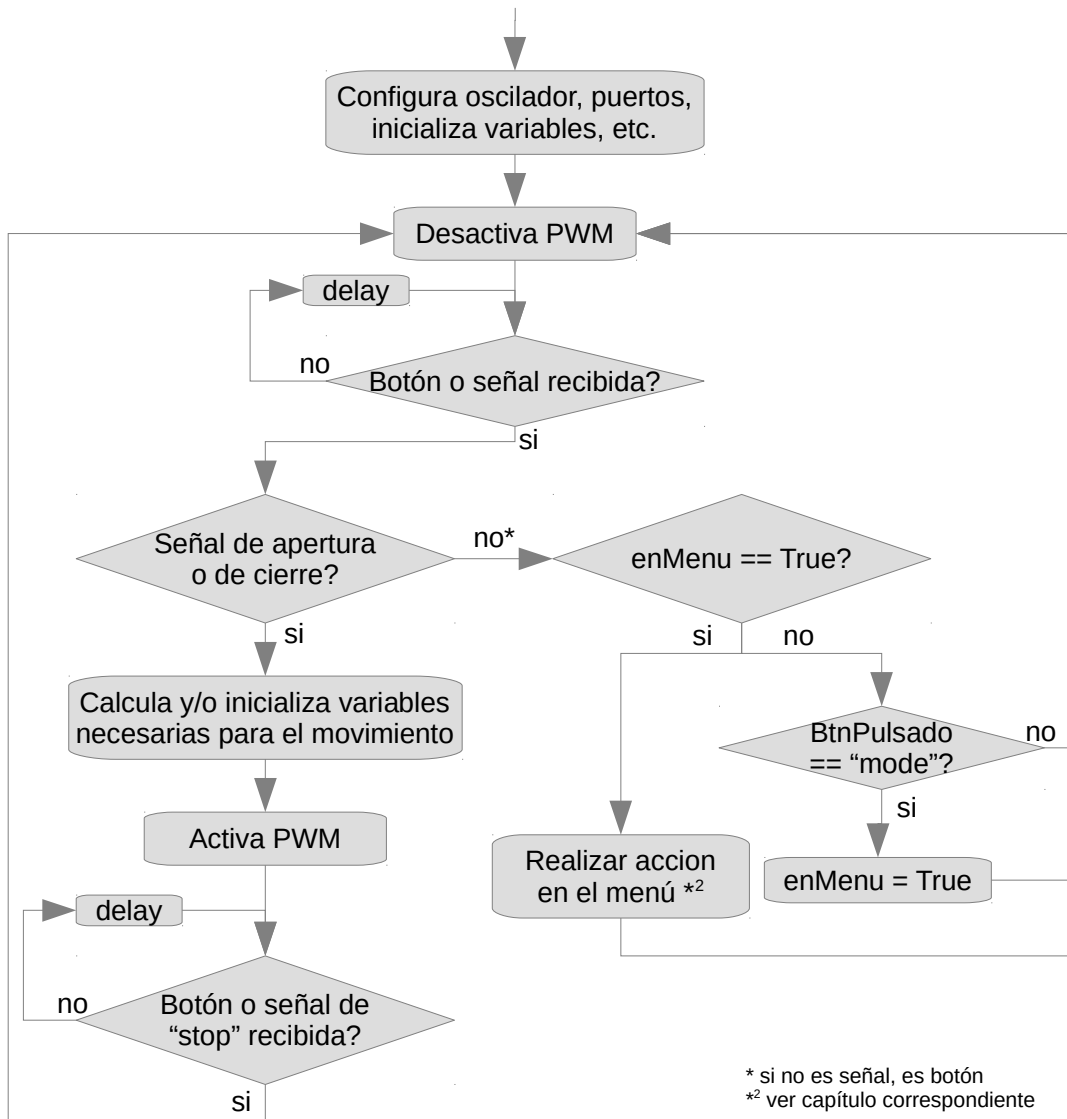 Configura oscilador, puertos,
inicializa variables, etc.
Desactiva PWM
delay
no
Botón o señal recibida?
si
Señal de apertura
o de cierre?
no*
enMenu == True?
si
si
no
Calcula y/o inicializa variables
necesarias para el movimiento
BtnPulsado
== “mode”?
no
si
Activa PWM
Realizar accion
en el menú *²
enMenu = True
delay
no
Botón o señal de
“stop” recibida?
si
* si no es señal, es botón
*² ver capítulo correspondiente